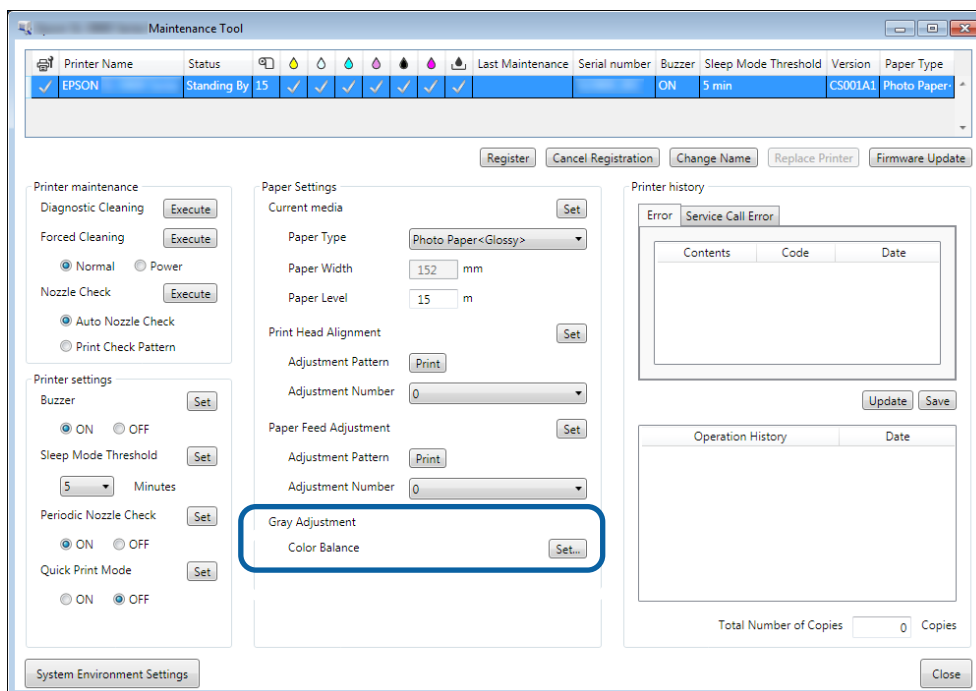 Maintenance Tool
Printer Name Status Last Maintenance Serial number Buzzer Sleep Mode Threshold Version Paper Type
EPSON Standing By 15 ON 5 min CS001A1 Photo Paper
Register Cancel Registration Change Name Replace Printer Firmware Update
Printer maintenance
Diagnostic Cleaning Execute
Forced Cleaning Execute
Normal Power
Nozzle Check Execute
Auto Nozzle Check
Print Check Pattern
Printer settings
Buzzer Set
ON OFF
Sleep Mode Threshold Set
5 Minutes
Periodic Nozzle Check Set
ON OFF
Quick Print Mode Set
ON OFF
Paper Settings
Current media Set
Paper Type Photo Paper<Glossy>
Paper Width 152 mm
Paper Level 15 m
Print Head Alignment Set
Adjustment Pattern Print
Adjustment Number 0
Paper Feed Adjustment Set
Adjustment Pattern Print
Adjustment Number 0
Gray Adjustment
Color Balance Set...
Printer history
Error Service Call Error
Contents Code Date
Update Save
Operation History Date
Total Number of Copies 0 Copies
System Environment Settings Close